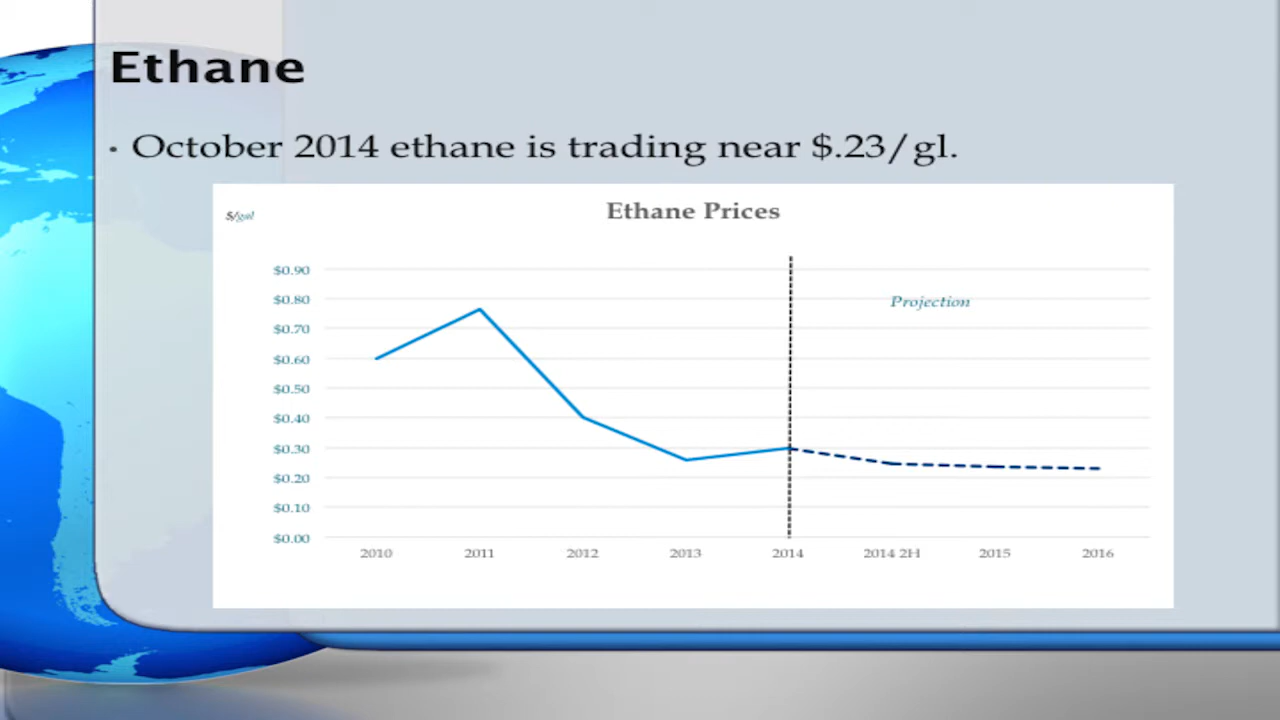 Ethane
• October 2014 ethane is trading near $.23/gl.
Ethane Prices
$/gal
$0.90
$0.80
Projection
$0.70
$0.60
$0.50
$0.40
$0.30
$0.20
$0.10
$0.00
2010 2011 2012 2013 2014 2014 2H 2015 2016